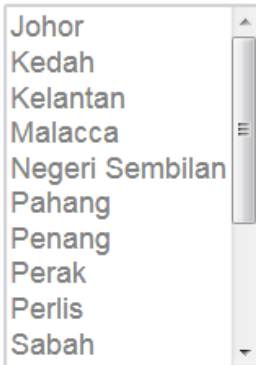 Johor
Kedah
Kelantan
Malacca
Negeri Sembilan
Pahang
Penang
Perak
Perlis
Sabah